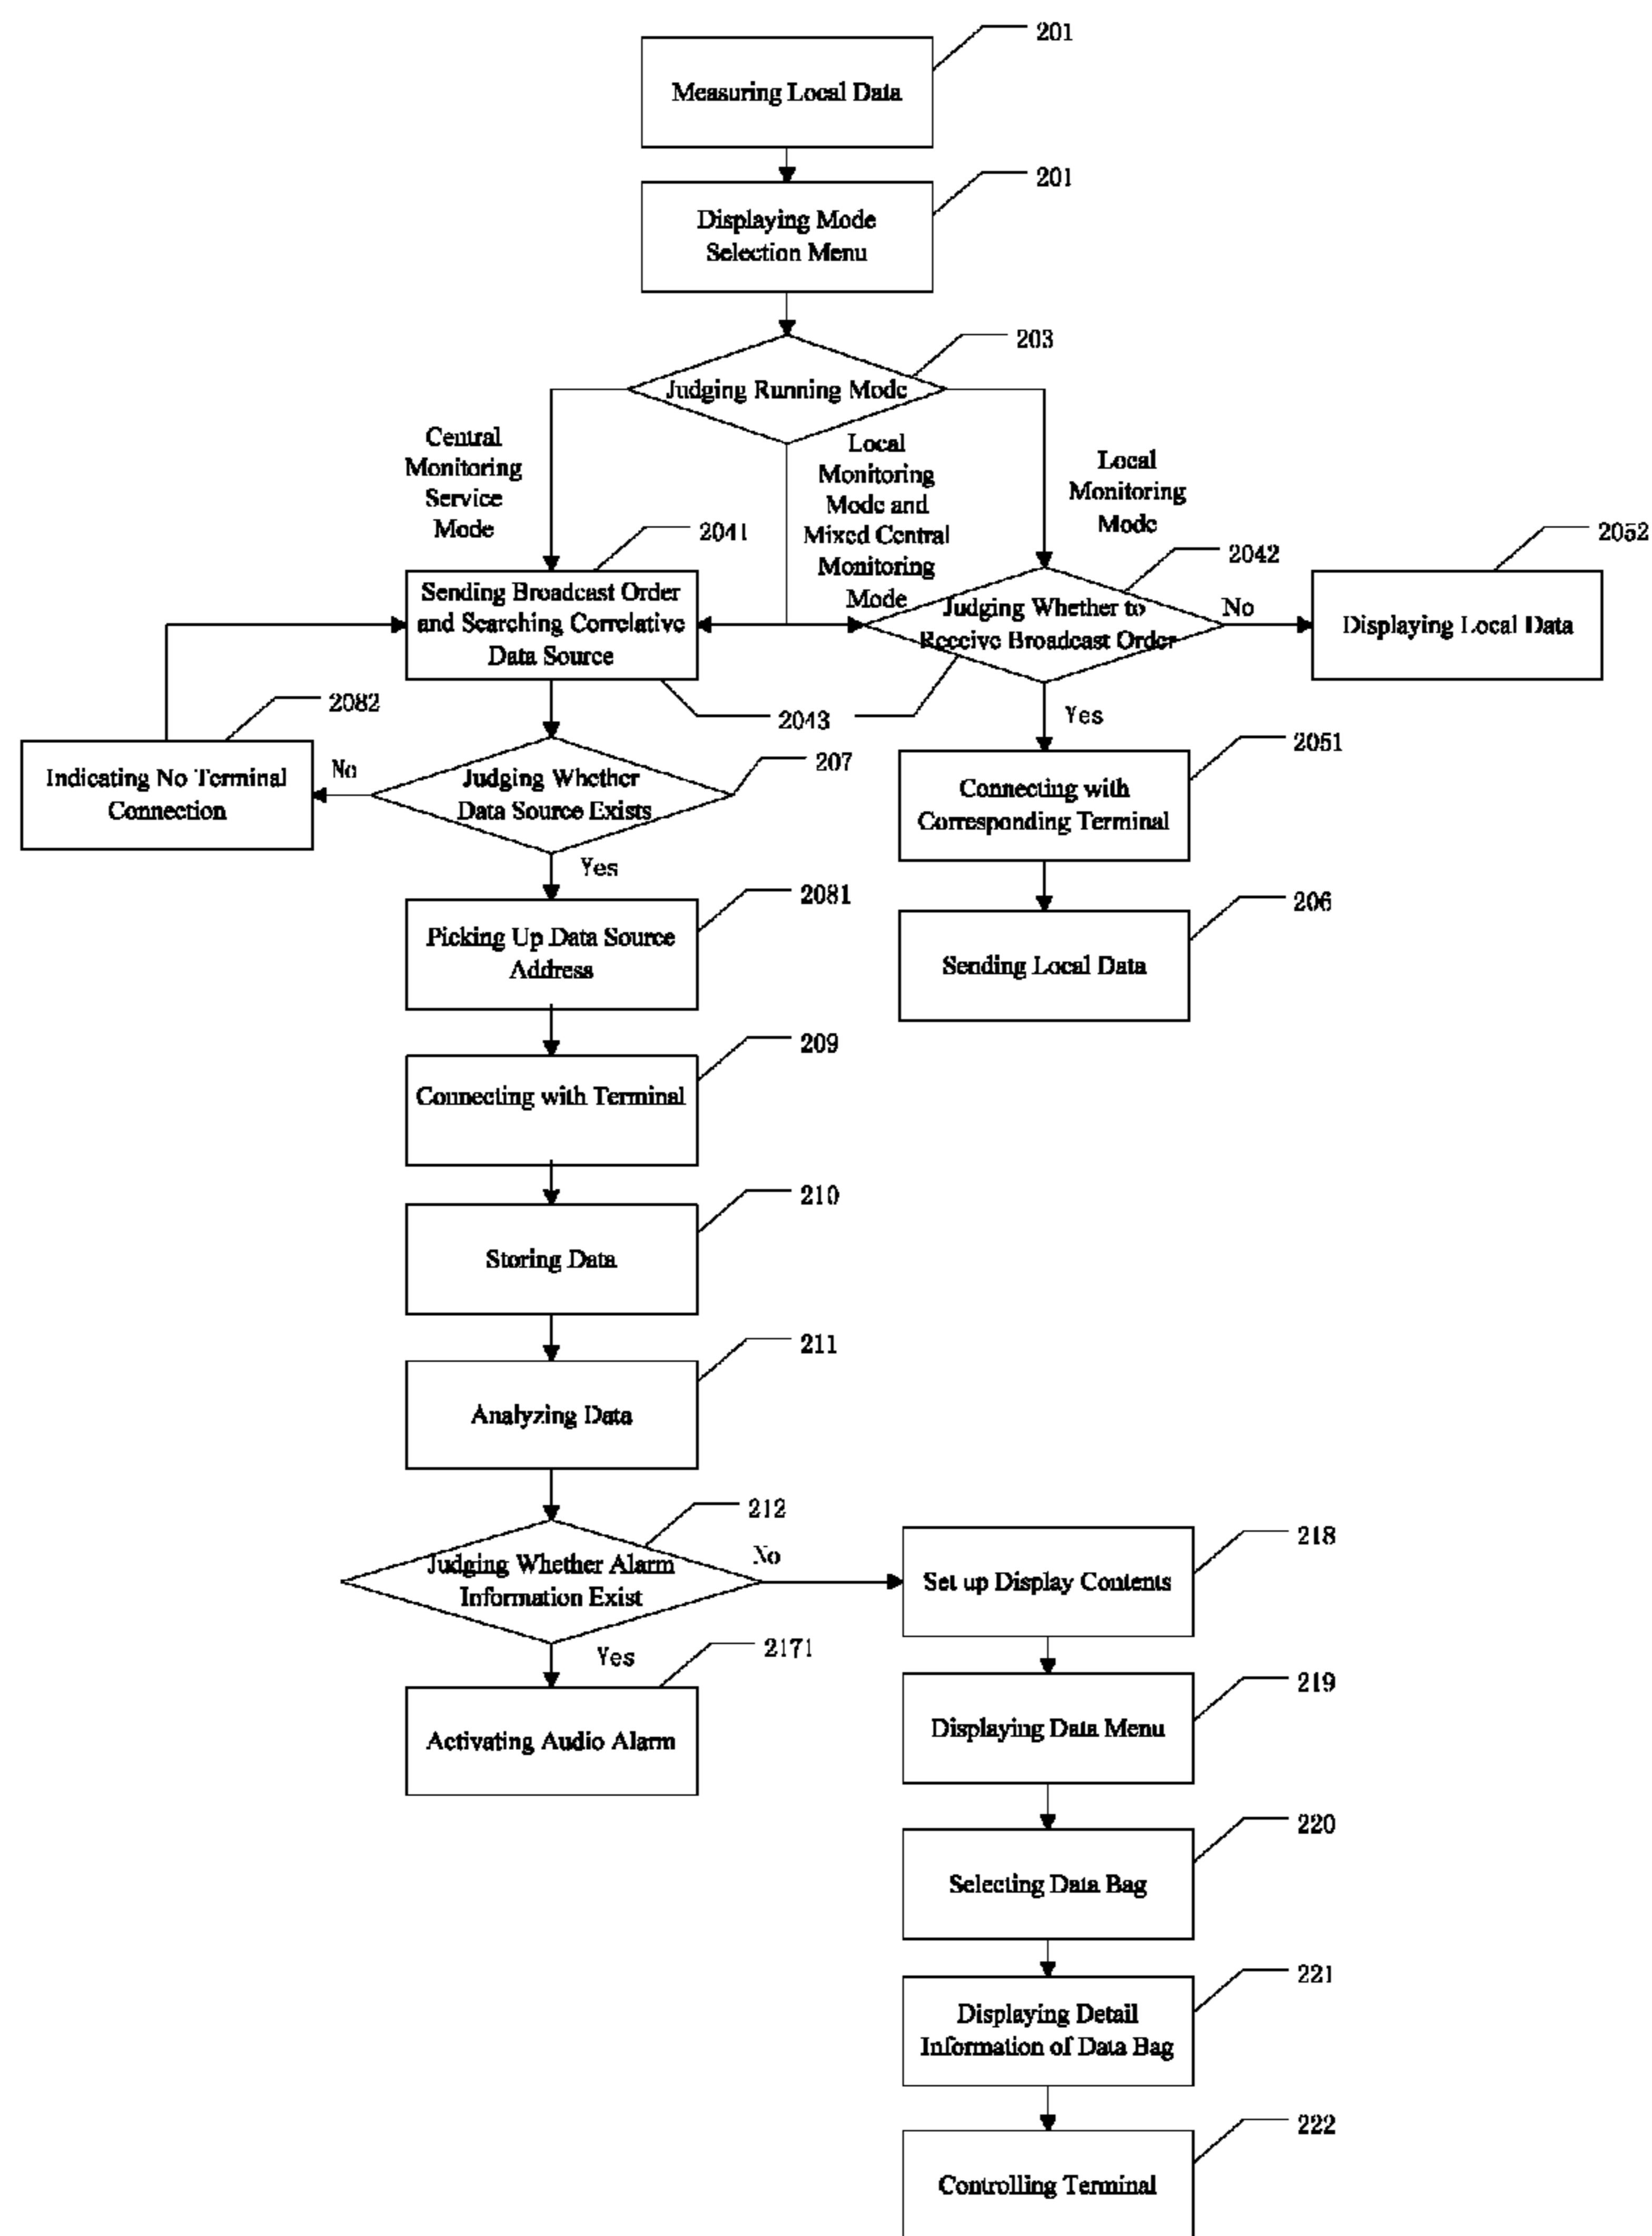 201
Measuring Local Data
201
Displaying Mode
Selection Menu
203
Judging Running Mode
Central
Monitoring
Service
Mode
Local
Monitoring
Mode and
Mixed Central
Monitoring
Mode
Local
Monitoring
Mode
2041
2042
2052
Sending Broadcast Order
and Searching Correlative
Data Source
Judging Whether to
Receive Broadcast Order
No
Displaying Local Data
2082
2043
Yes
2051
Indicating No Terminal
Connection
No
Judging Whether
Data Source Exists
207
Connecting with
Corresponding Terminal
Yes
2081
206
Picking Up Data Source
Address
Sending Local Data
209
Connecting with Terminal
210
Storing Data
211
Analyzing Data
212
Judging Whether Alarm
Information Exist
No
218
Set up Display Contents
Yes
2171
Activating Audio Alarm
219
Displaying Data Menu
220
Selecting Data Bag
221
Displaying Detail
Information of Data Bag
222
Controlling Terminal